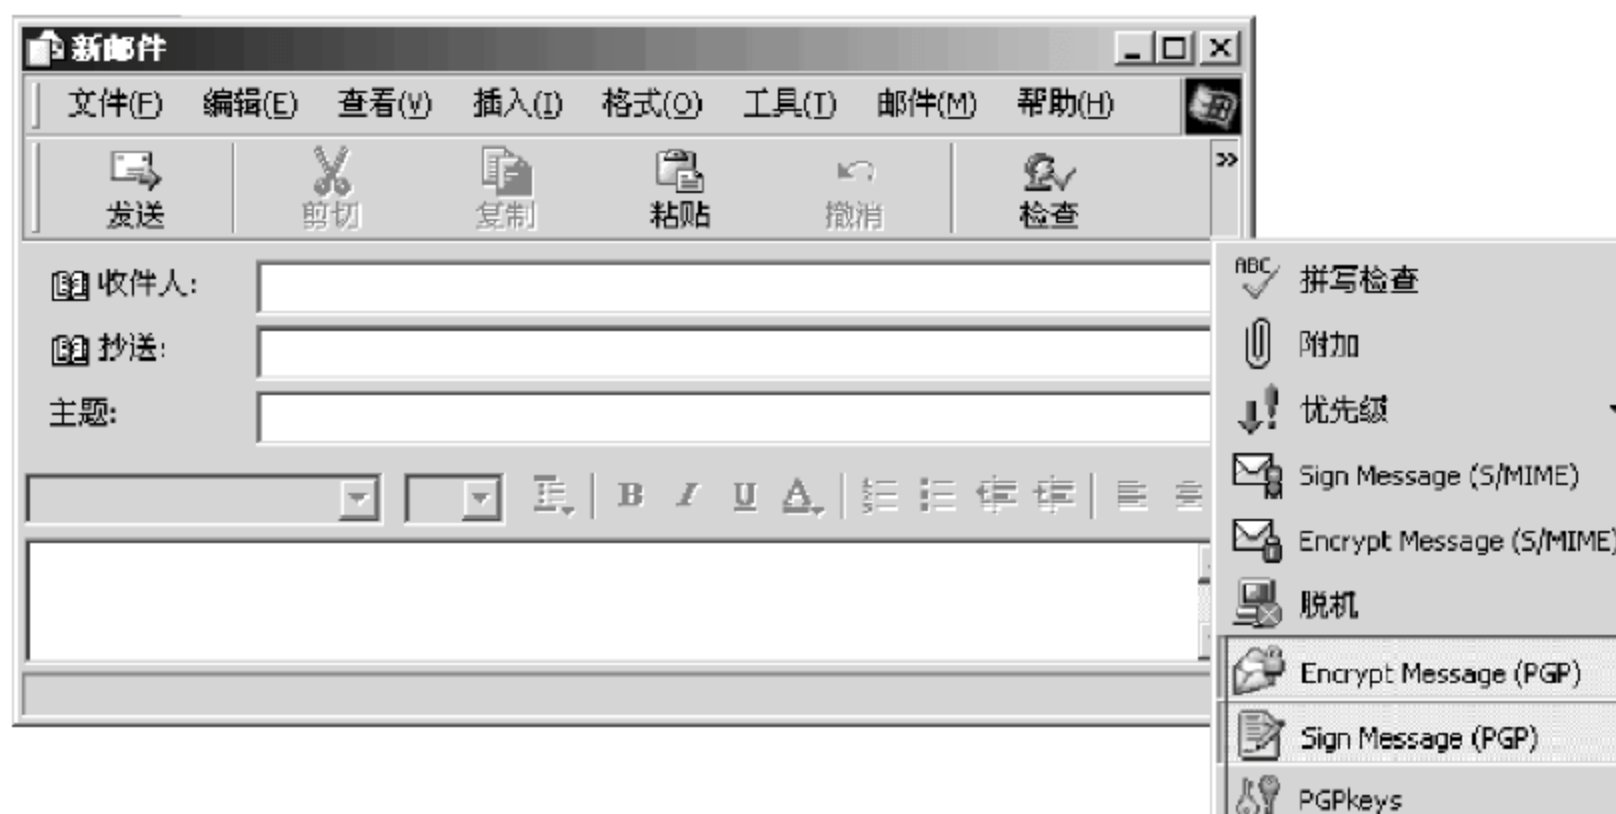 新邮件
文件(F) 编辑(E) 查看(V) 插入(I) 格式(O) 工具(T) 邮件(M) 帮助(H)
发送 剪切 复制 粘贴 撤消 检查
收件人:
抄送:
主题:
B I U A
ABC 拼写检查
附加
优先级
Sign Message (S/MIME)
Encrypt Message (S/MIME)
脱机
Encrypt Message (PGP)
Sign Message (PGP)
PGPkeys